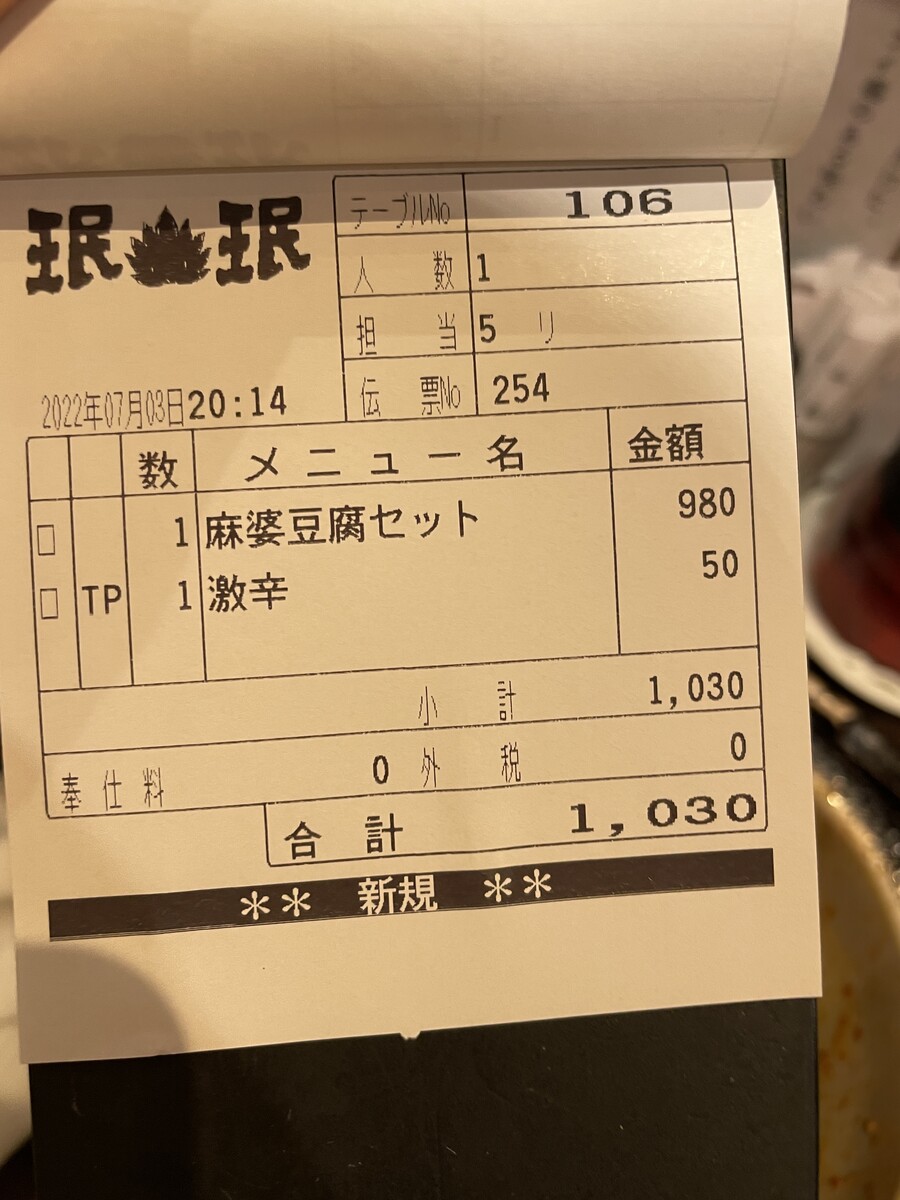 珉珉
テーブルNo 106
人数 1
担当 5 リ
伝票No 254
2022年07月03日20:14
数 メニュー名 金額
1 麻婆豆腐セット 980
TP 1 激辛 50
小計 1,030
奉仕料 0 外税 0
合計 1,030
** 新規 **